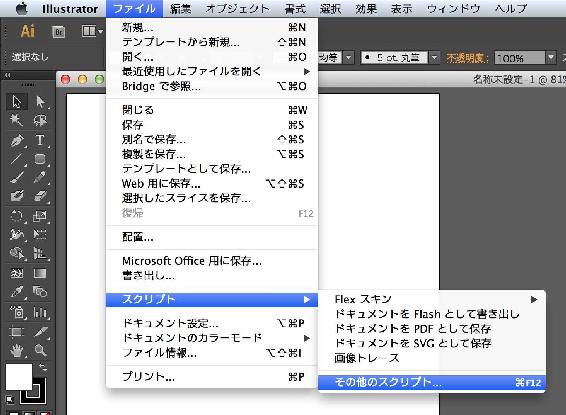 Illustrator ファイル 編集 オブジェクト 書式 選択 効果 表示 ウィンドウ ヘルプ
Ai Br
選択なし
均等 5 pt. 丸筆 不透明度: 100%
名称未設定-1 @ 81%
新規... ⌘N
テンプレートから新規... ⇧⌘N
開く... ⌘O
最近使用したファイルを開く
Bridge で参照... ⌥⌘O
閉じる ⌘W
保存 ⌘S
別名で保存... ⇧⌘S
複製を保存... ⌥⌘S
テンプレートとして保存...
Web 用に保存... ⌥⇧⌘S
選択したスライスを保存...
復帰 F12
配置...
Microsoft Office 用に保存...
書き出し...
スクリプト
Flex スキン
ドキュメントを Flash として書き出し
ドキュメントを PDF として保存
ドキュメントを SVG として保存
画像トレース
その他のスクリプト... ⌘F12
ドキュメント設定... ⌥⌘P
ドキュメントのカラーモード
ファイル情報... ⌥⇧⌘I
プリント... ⌘P